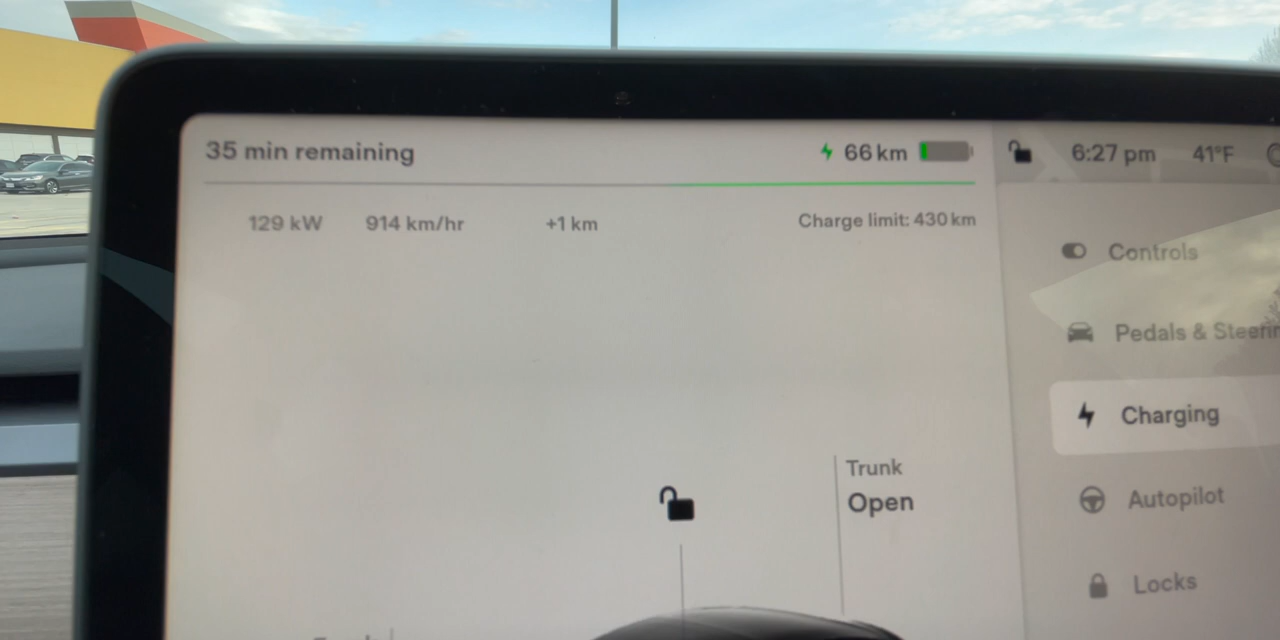 35 min remaining
66 km
6:27 pm
41°F
129 kW
914 km/hr
+1 km
Charge limit: 430 km
Controls
Pedals & Steerin
Charging
Trunk
Open
Autopilot
Locks